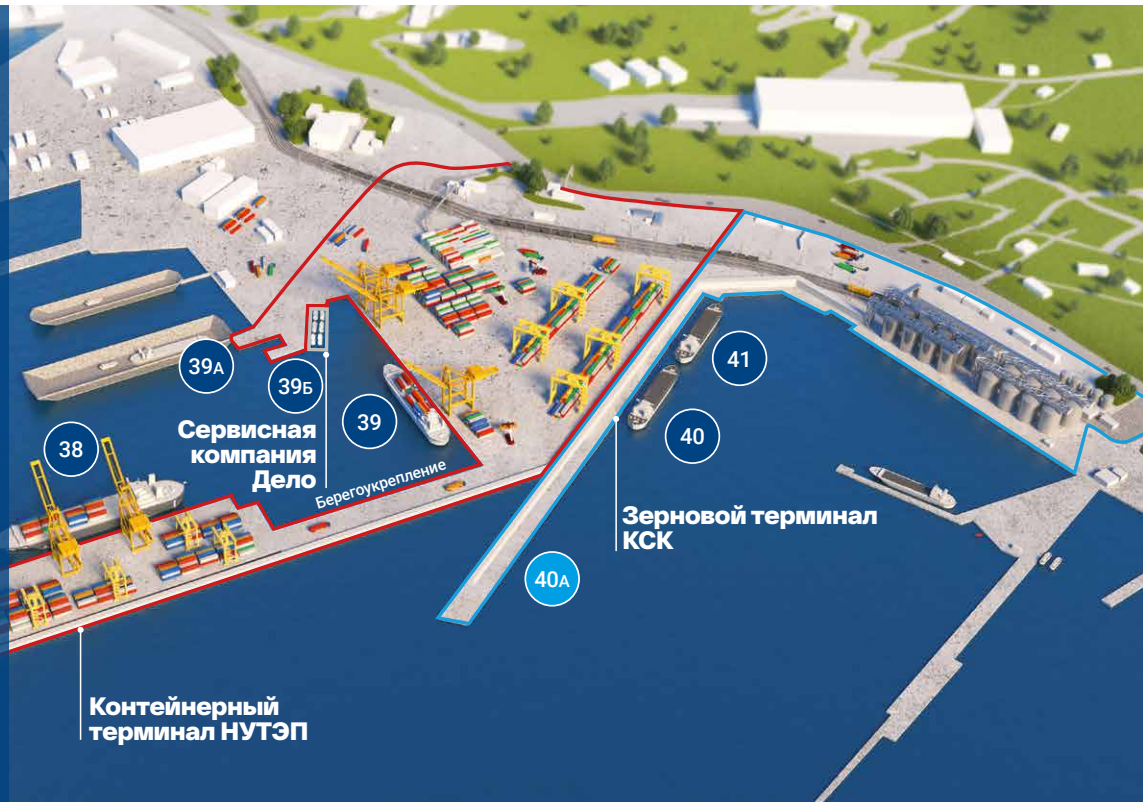 39А
39Б
41
39
40
38
Сервисная
компания
Дело
Берегоукрепление
Зерновой терминал
КСК
40А
Контейнерный
терминал НУТЭП